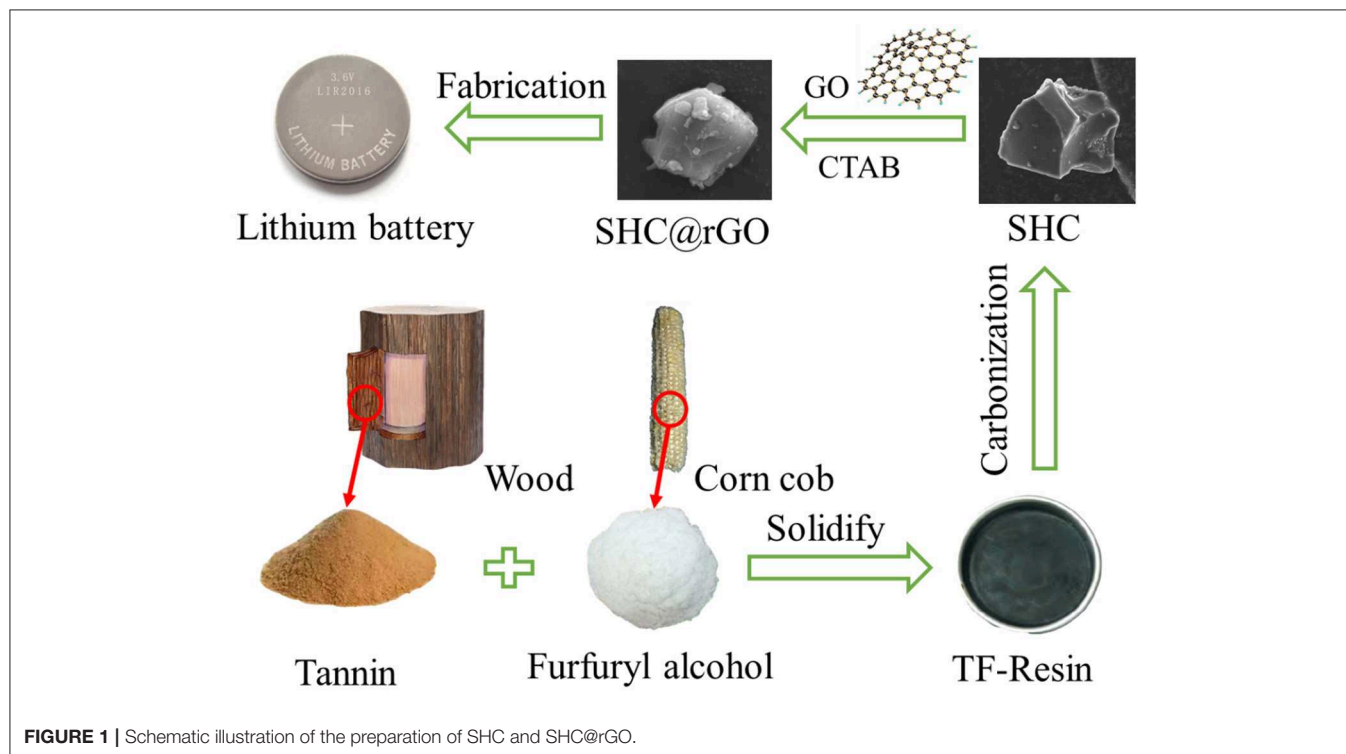 3.6V
LIR2016
LITHIUM BATTERY
Lithium battery
Fabrication
SHC@rGO
GO
CTAB
SHC
Carbonization
Wood
Corn cob
Tannin
Furfuryl alcohol
Solidify
TF-Resin
FIGURE 1 | Schematic illustration of the preparation of SHC and SHC@rGO.